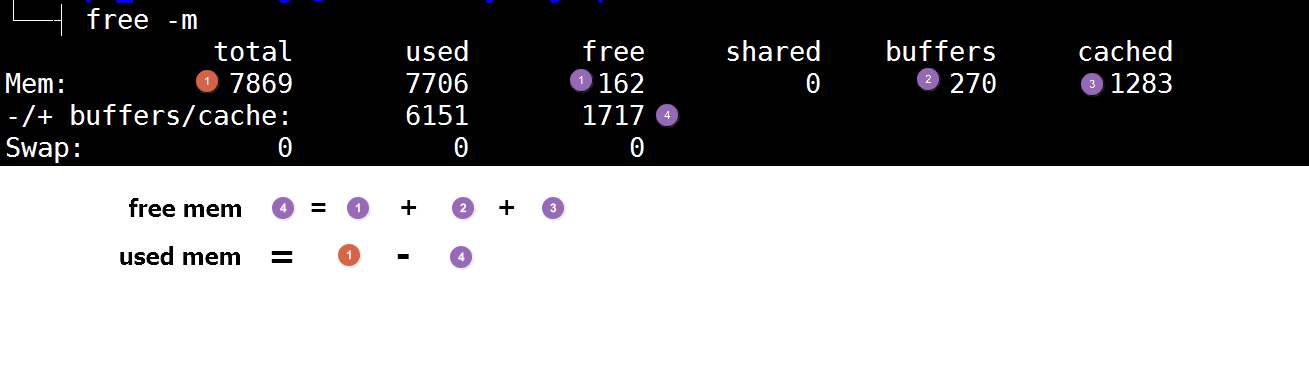 free -m
total used free shared buffers cached
Mem: 1 7869 7706 1 162 0 2 270 3 1283
-/+ buffers/cache: 6151 1717 4
Swap: 0 0 0
free mem 4 = 1 + 2 + 3
used mem = 1 - 4